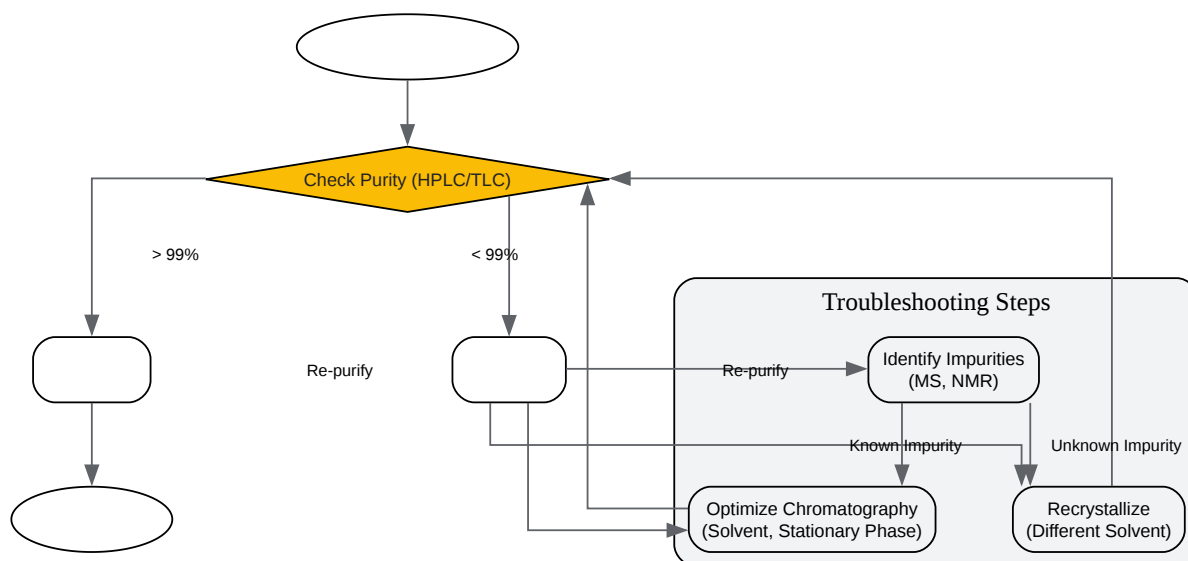 Check Purity (HPLC/TLC)
> 99%
< 99%
Troubleshooting Steps
Re-purify
Re-purify
Identify Impurities
(MS, NMR)
Known Impurity
Unknown Impurity
Optimize Chromatography
(Solvent, Stationary Phase)
Recrystallize
(Different Solvent)